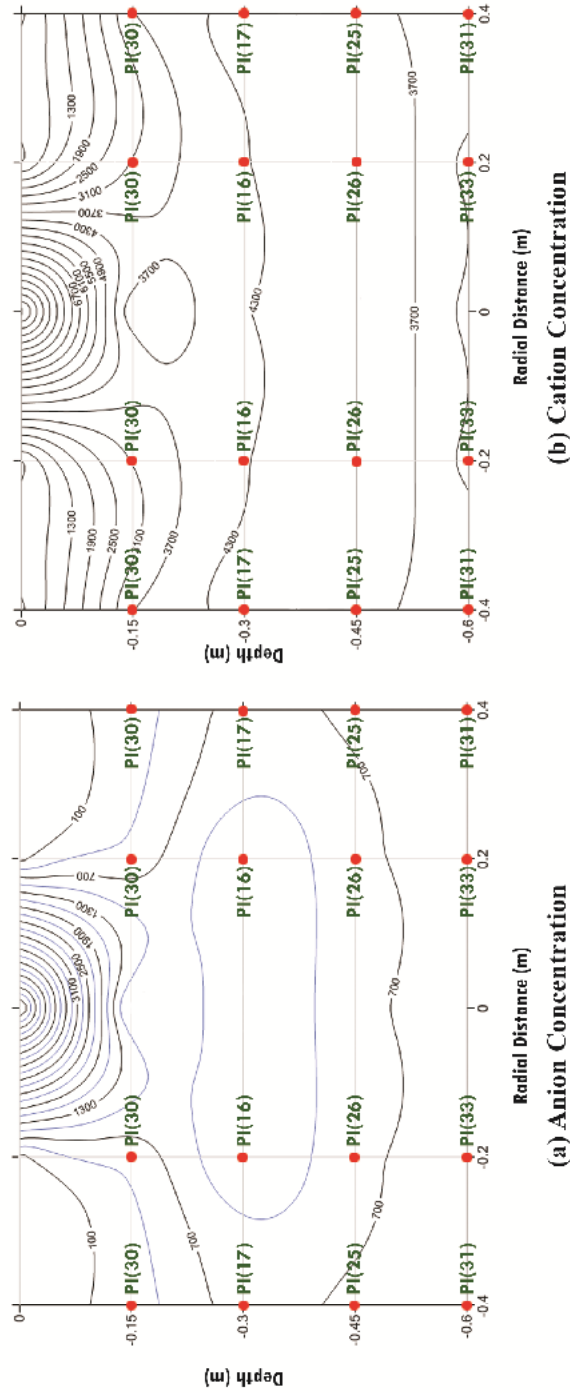 0
100
100
3100
2500
1900
1300
1300
700
-0.15
PI(30)
PI(30)
PI(30)
PI(30)
700
-0.3
PI(17)
PI(16)
PI(16)
PI(17)
Depth (m)
-0.45
PI(25)
PI(26)
PI(26)
PI(25)
700
700
-0.6
PI(31)
PI(33)
PI(33)
PI(31)
-0.4
-0.2
0
0.2
0.4
Radial Distance (m)
(a) Anion Concentration
0
1300
1900
2500
100
3700
6700
6100
5500
4900
4300
3700
3100
2500
1900
1300
-0.15
PI(30)
PI(30)
PI(30)
PI(30)
3700
-0.3
4300
4300
PI(17)
PI(16)
PI(16)
PI(17)
Depth (m)
-0.45
PI(25)
PI(26)
PI(26)
PI(25)
3700
3700
-0.6
PI(31)
PI(33)
PI(33)
PI(31)
-0.4
-0.2
0
0.2
0.4
Radial Distance (m)
(b) Cation Concentration